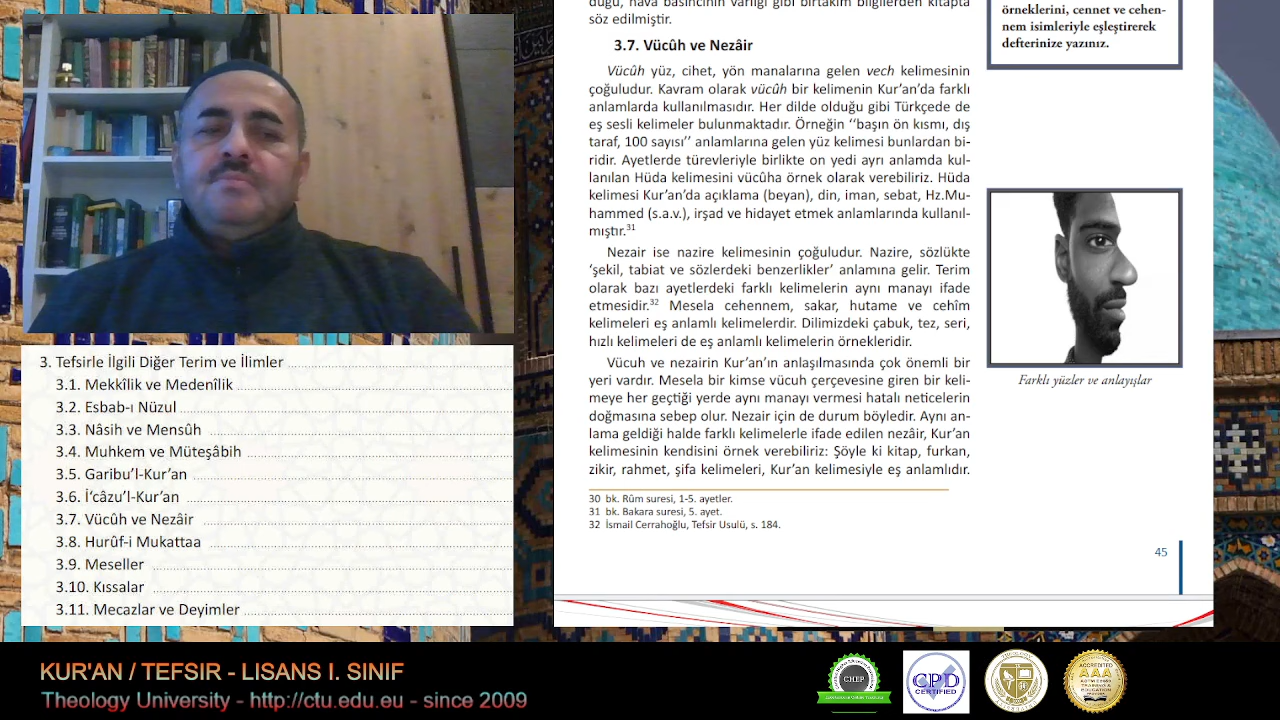 duğu, hava basıncının varlığı gibi birtakım bilgilerden kitapta
söz edilmiştir.
3.7. Vücûh ve Nezâir
Vücûh yüz, cihet, yön manalarına gelen vech kelimesinin
çoğuludur. Kavram olarak vücûh bir kelimenin Kur’an’da farklı
anlamlarda kullanılmasıdır. Her dilde olduğu gibi Türkçede de
eş sesli kelimeler bulunmaktadır. Örneğin ‘‘başın ön kısmı, dış
taraf, 100 sayısı’’ anlamlarına gelen yüz kelimesi bunlardan bi-
ridir. Ayetlerde türevleriyle birlikte on yedi ayrı anlamda kul-
lanılan Hüda kelimesini vücûha örnek olarak verebiliriz. Hüda
kelimesi Kur’an’da açıklama (beyan), din, iman, sebat, Hz.Mu-
hammed (s.a.v.), irşad ve hidayet etmek anlamlarında kullanıl-
mıştır.31
Nezair ise nazire kelimesinin çoğuludur. Nazire, sözlükte
‘şekil, tabiat ve sözlerdeki benzerlikler’ anlamına gelir. Terim
olarak bazı ayetlerdeki farklı kelimelerin aynı manayı ifade
etmesidir.32 Mesela cehennem, sakar, hutame ve cehîm
kelimeleri eş anlamlı kelimelerdir. Dilimizdeki çabuk, tez, seri,
hızlı kelimeleri de eş anlamlı kelimelerin örnekleridir.
Vücuh ve nezairin Kur’an’ın anlaşılmasında çok önemli bir
yeri vardır. Mesela bir kimse vücuh çerçevesine giren bir keli-
meye her geçtiği yerde aynı manayı vermesi hatalı neticelerin
doğmasına sebep olur. Nezair için de durum böyledir. Aynı an-
lama geldiği halde farklı kelimelerle ifade edilen nezâir, Kur’an
kelimesinin kendisini örnek verebiliriz: Şöyle ki kitap, furkan,
zikir, rahmet, şifa kelimeleri, Kur’an kelimesiyle eş anlamlıdır.
30 bk. Rûm suresi, 1-5. ayetler.
31 bk. Bakara suresi, 5. ayet.
32 İsmail Cerrahoğlu, Tefsir Usulü, s. 184.
45
örneklerini, cennet ve cehen-
nem isimleriyle eşleştirerek
defterinize yazınız.
Farklı yüzler ve anlayışlar
3. Tefsirle İlgili Diğer Terim ve İlimler
3.1. Mekkîlik ve Medenîlik
3.2. Esbab-ı Nüzul
3.3. Nâsih ve Mensûh
3.4. Muhkem ve Müteşâbih
3.5. Garibu’l-Kur’an
3.6. İ‘câzu’l-Kur’an
3.7. Vücûh ve Nezâir
3.8. Hurûf-i Mukattaa
3.9. Meseller
3.10. Kıssalar
3.11. Mecazlar ve Deyimler
KUR'AN / TEFSIR - LISANS I. SINIF
Theology University - http://ctu.edu.eu - since 2009
CHEP
CPD
CERTIFIED
ACCREDITED
AAA